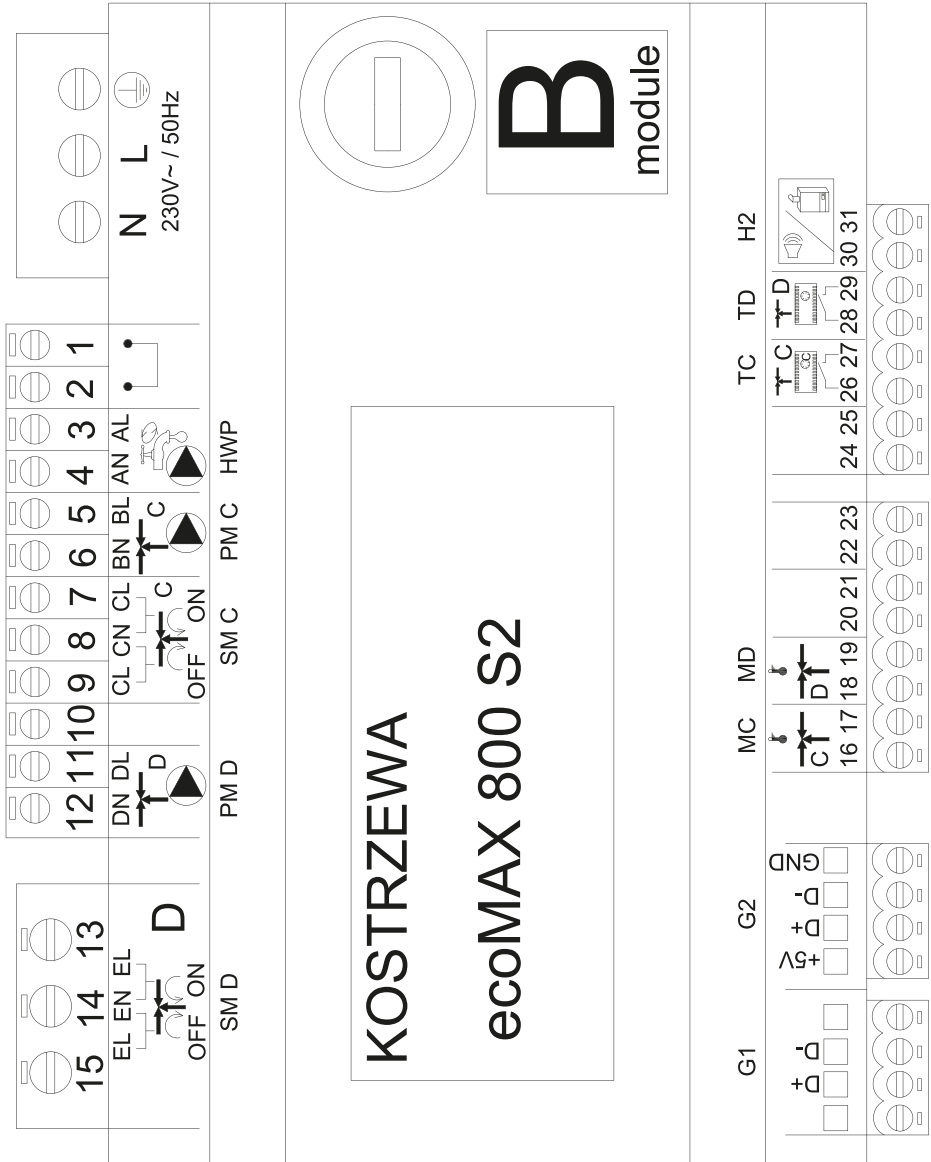 N L
230V~ / 50Hz
B
module
1
2
3
4
5
6
7
8
9
10
11
12
AN AL
HWP
BN BL
C
PM C
CL CN CL
C
OFF ON
SM C
DN DL
D
PM D
13
14
15
D
EL EN EL
OFF ON
SM D
KOSTRZEWA
ecoMAX 800 S2
H2
30 31
TD
D
28 29
TC
C
C
26 27
24 25
22 23
20 21
MD
D
18 19
MC
C
16 17
G2
GND
D-
D+
+5V
G1
D-
D+